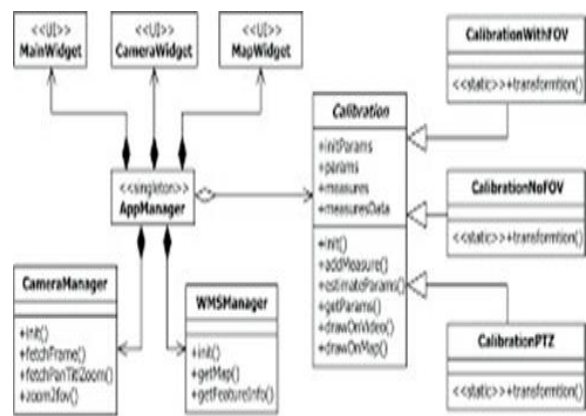 <<UI>>
MainWidget
<<UI>>
CameraWidget
<<UI>>
MapWidget
<<singleton>>
AppManager
CameraManager
+init()
+fetchFrame()
+fetchPanTiltZoom()
+zoom2fov()
WMSManager
+init()
+getMap()
+getFeatureInfo()
Calibration
+initParams
+params
+measures
+measuresData
+init()
+addMeasure()
+estimateParams()
+getParams()
+drawOnVideo()
+drawOnMap()
CalibrationWithFOV
<<static>>+transformtion()
CalibrationNoFOV
<<static>>+transformtion()
CalibrationPTZ
<<static>>+transformtion()